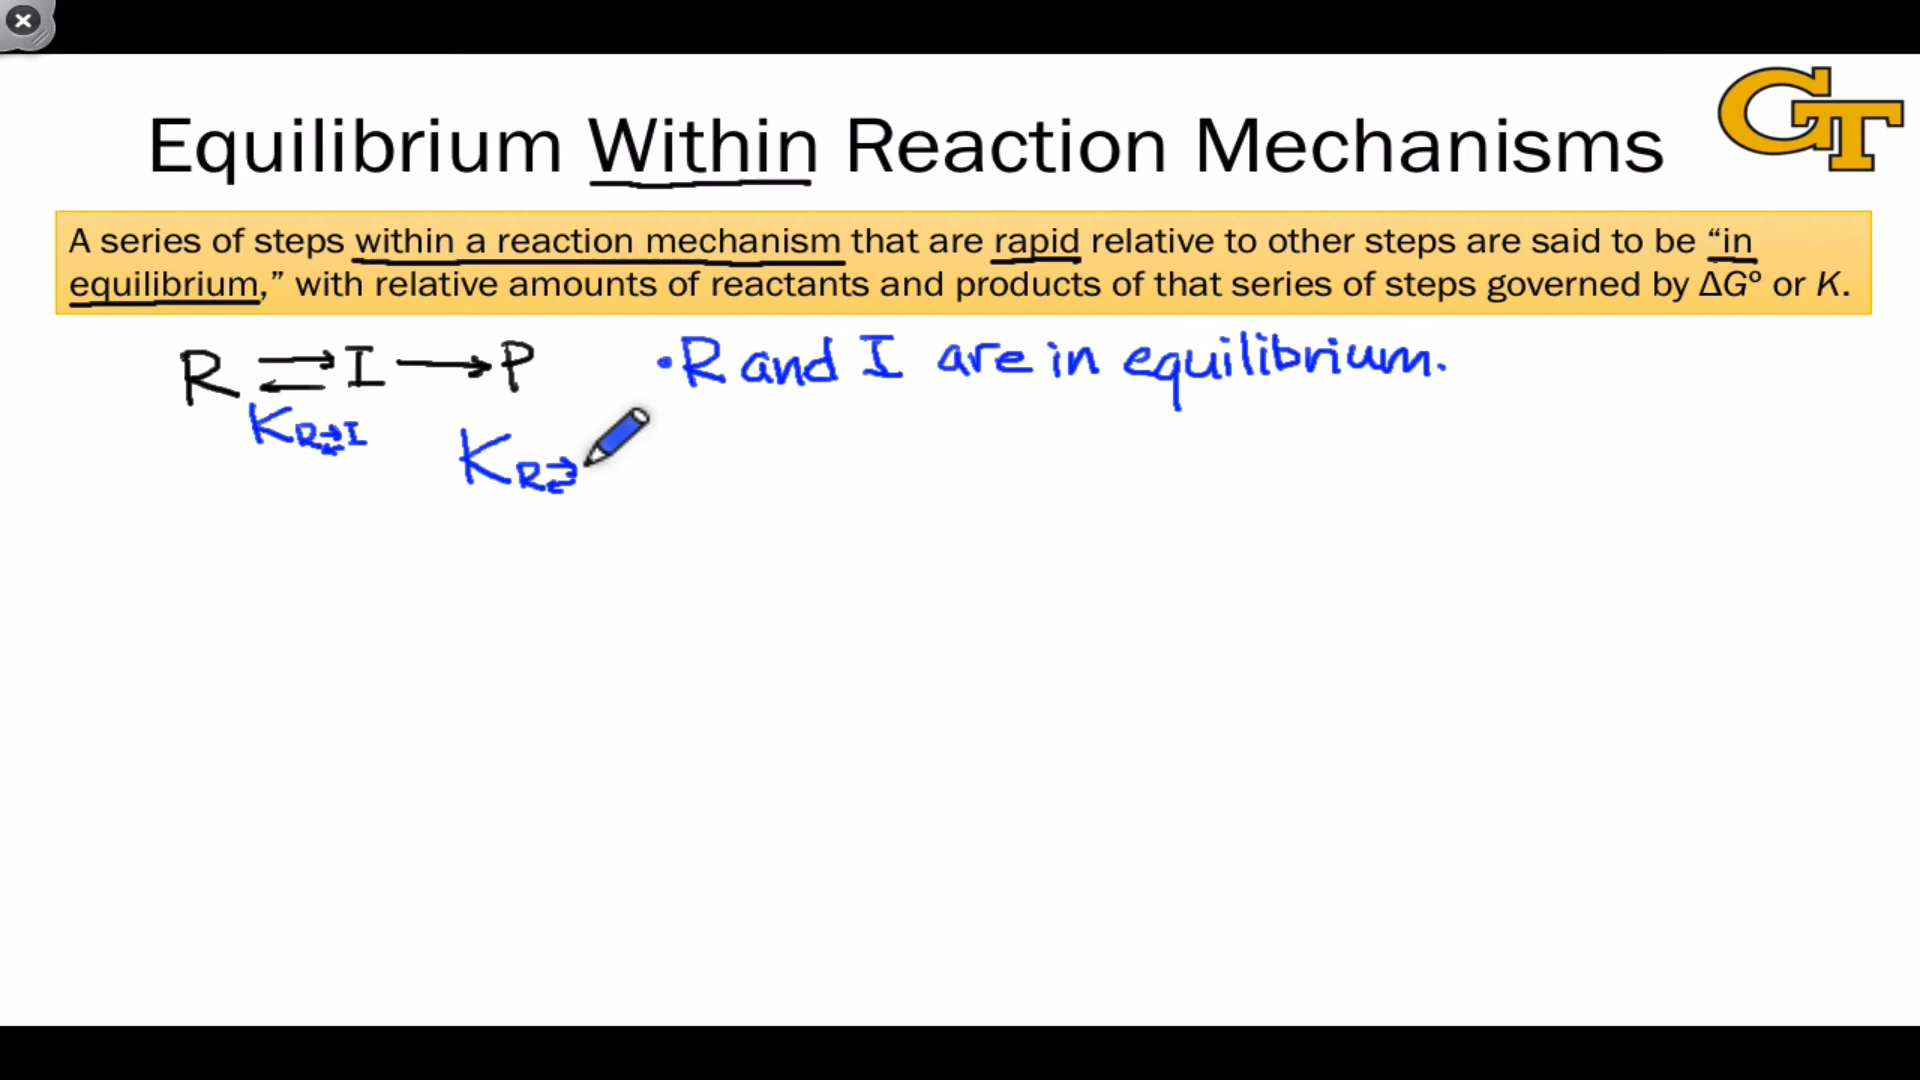 GT
Equilibrium Within Reaction Mechanisms
A series of steps within a reaction mechanism that are rapid relative to other steps are said to be “in
equilibrium,” with relative amounts of reactants and products of that series of steps governed by ΔGº or K.
R ⇌ I → P
• R and I are in equilibrium.
K R⇌I
K R⇌